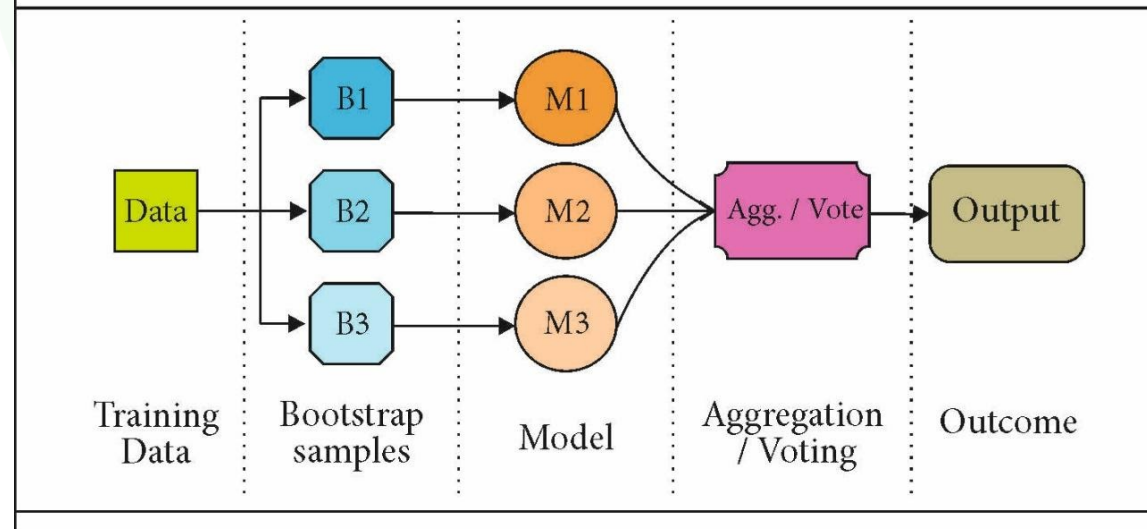 B1
M1
Data
B2
M2
Agg. / Vote
Output
B3
M3
Training
Data
Bootstrap
samples
Model
Aggregation
/ Voting
Outcome